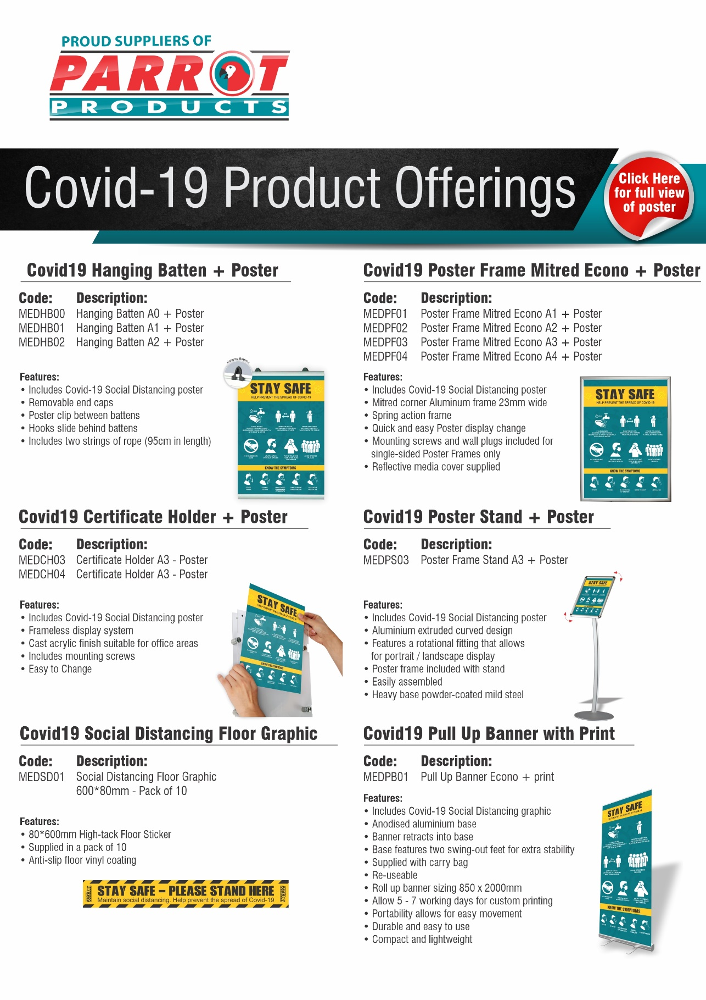 PROUD SUPPLIERS OF
PARROT
PRODUCTS
Covid-19 Product Offerings
Click Here
for full view
of poster
Covid19 Hanging Batten + Poster
Code: Description:
MEDHB00 Hanging Batten A0 + Poster
MEDHB01 Hanging Batten A1 + Poster
MEDHB02 Hanging Batten A2 + Poster
Features:
• Includes Covid-19 Social Distancing poster
• Removable end caps
• Poster clip between battens
• Hooks slide behind battens
• Includes two strings of rope (95cm in length)
Hanging Battens
STAY SAFE
HELP PREVENT THE SPREAD OF COVID-19
KNOW THE SYMPTOMS
Covid19 Poster Frame Mitred Econo + Poster
Code: Description:
MEDPF01 Poster Frame Mitred Econo A1 + Poster
MEDPF02 Poster Frame Mitred Econo A2 + Poster
MEDPF03 Poster Frame Mitred Econo A3 + Poster
MEDPF04 Poster Frame Mitred Econo A4 + Poster
Features:
• Includes Covid-19 Social Distancing poster
• Mitred corner Aluminum frame 23mm wide
• Spring action frame
• Quick and easy Poster display change
• Mounting screws and wall plugs included for
single-sided Poster Frames only
• Reflective media cover supplied
STAY SAFE
HELP PREVENT THE SPREAD OF COVID-19
KNOW THE SYMPTOMS
Covid19 Certificate Holder + Poster
Code: Description:
MEDCH03 Certificate Holder A3 - Poster
MEDCH04 Certificate Holder A3 - Poster
Features:
• Includes Covid-19 Social Distancing poster
• Frameless display system
• Cast acrylic finish suitable for office areas
• Includes mounting screws
• Easy to Change
STAY SAFE
HELP PREVENT THE SPREAD OF COVID-19
KNOW THE SYMPTOMS
Covid19 Poster Stand + Poster
Code: Description:
MEDPS03 Poster Frame Stand A3 + Poster
Features:
• Includes Covid-19 Social Distancing poster
• Aluminium extruded curved design
• Features a rotational fitting that allows
for portrait / landscape display
• Poster frame included with stand
• Easily assembled
• Heavy base powder-coated mild steel
STAY SAFE
Covid19 Social Distancing Floor Graphic
Code: Description:
MEDSD01 Social Distancing Floor Graphic
600*80mm - Pack of 10
Features:
• 80*600mm High-tack Floor Sticker
• Supplied in a pack of 10
• Anti-slip floor vinyl coating
PARROT
STAY SAFE – PLEASE STAND HERE
Maintain social distancing. Help prevent the spread of Covid-19
PARROT
Covid19 Pull Up Banner with Print
Code: Description:
MEDPB01 Pull Up Banner Econo + print
Features:
• Includes Covid-19 Social Distancing graphic
• Anodised aluminium base
• Banner retracts into base
• Base features two swing-out feet for extra stability
• Supplied with carry bag
• Re-useable
• Roll up banner sizing 850 x 2000mm
• Allow 5 - 7 working days for custom printing
• Portability allows for easy movement
• Durable and easy to use
• Compact and lightweight
STAY SAFE
HELP PREVENT THE SPREAD OF COVID-19
KNOW THE SYMPTOMS